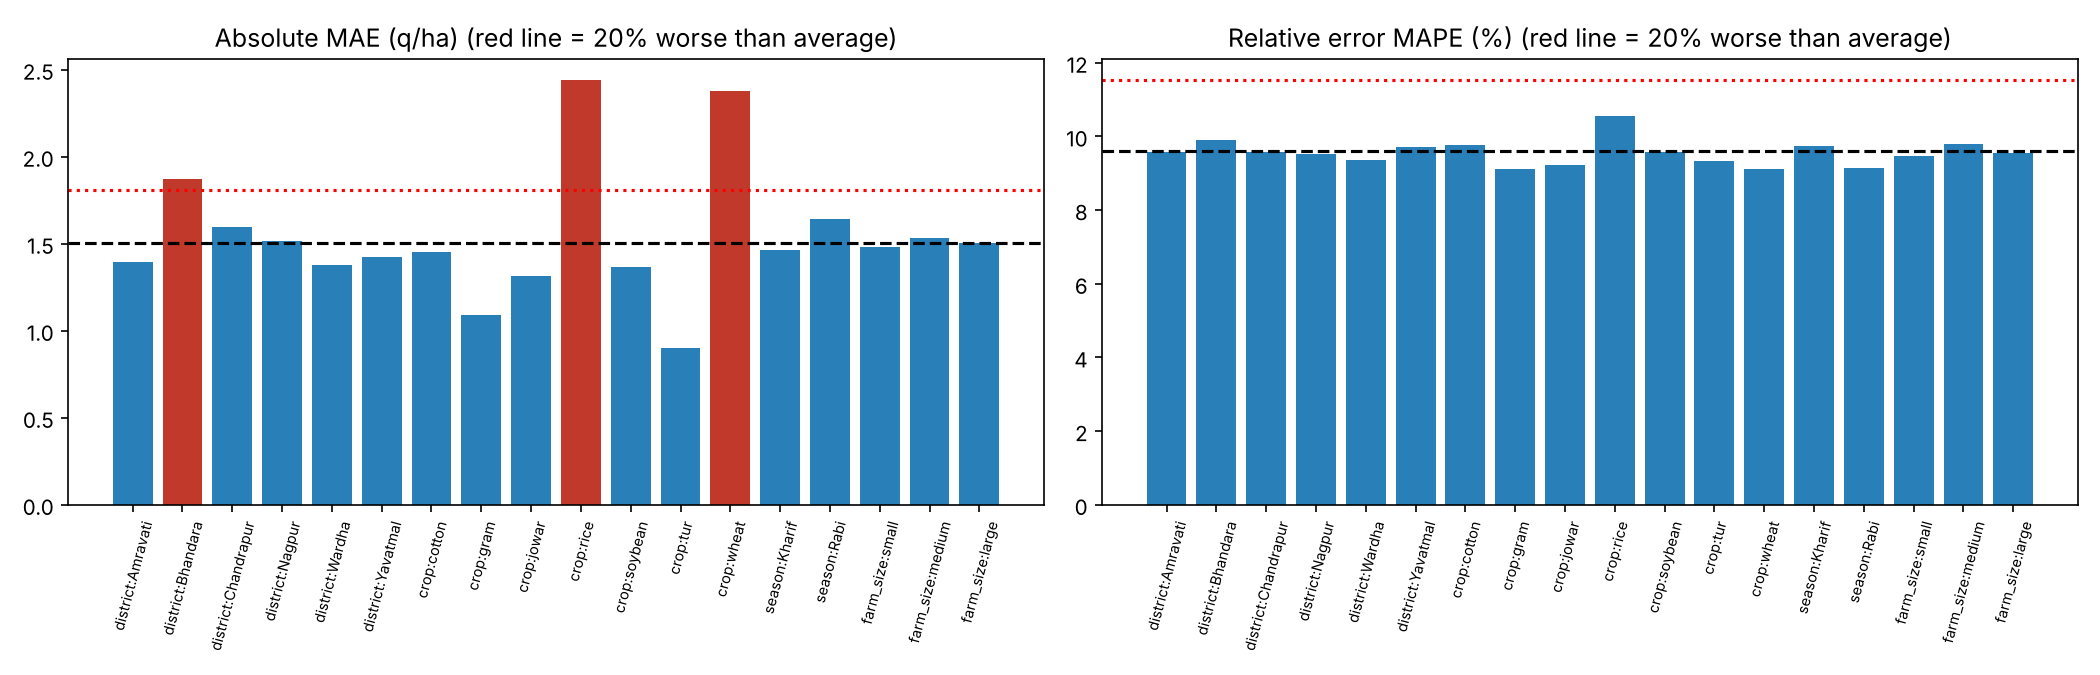 Absolute MAE (q/ha) (red line = 20% worse than average)
2.5
2.0
1.5
1.0
0.5
0.0
district:Amravati
district:Bhandara
district:Chandrapur
district:Nagpur
district:Wardha
district:Yavatmal
crop:cotton
crop:gram
crop:jowar
crop:rice
crop:soybean
crop:tur
crop:wheat
season:Kharif
season:Rabi
farm_size:small
farm_size:medium
farm_size:large
Relative error MAPE (%) (red line = 20% worse than average)
12
10
8
6
4
2
0
district:Amravati
district:Bhandara
district:Chandrapur
district:Nagpur
district:Wardha
district:Yavatmal
crop:cotton
crop:gram
crop:jowar
crop:rice
crop:soybean
crop:tur
crop:wheat
season:Kharif
season:Rabi
farm_size:small
farm_size:medium
farm_size:large